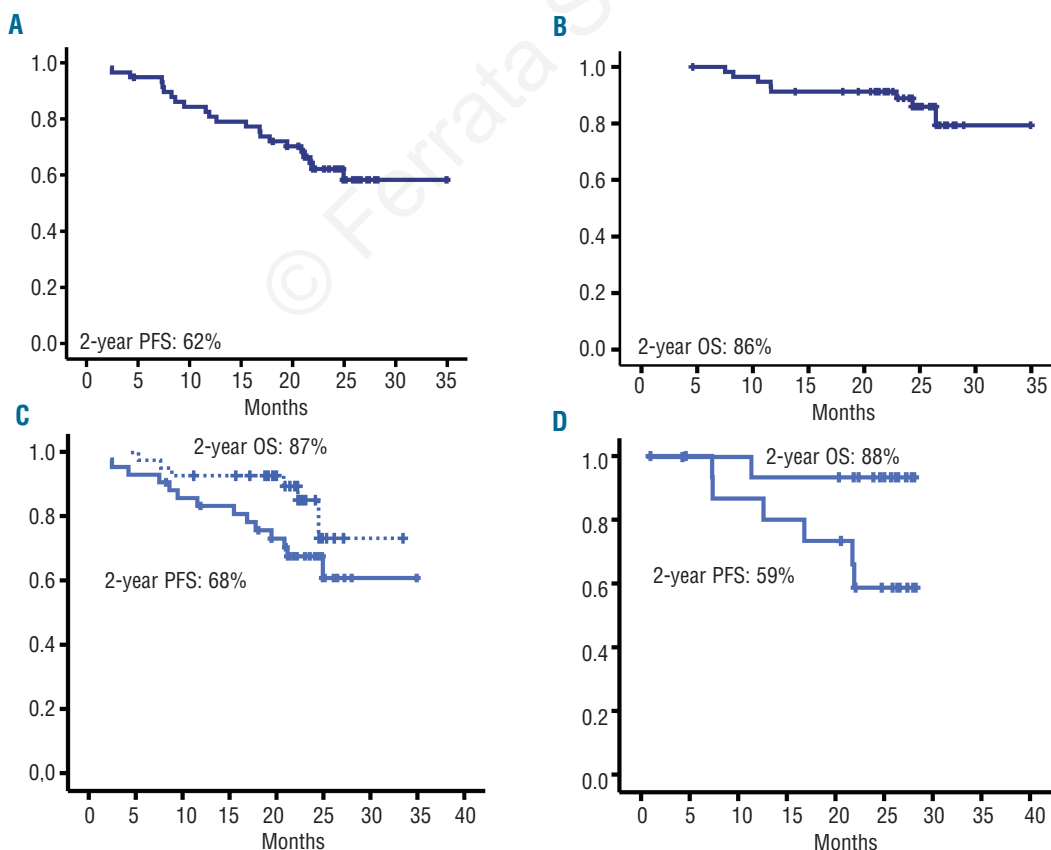 A
1.0
0.8
0.6
0.4
0.2
0.0
2-year PFS: 62%
0 5 10 15 20 25 30 35
Months
B
1.0
0.8
0.6
0.4
0.2
0.0
2-year OS: 86%
0 5 10 15 20 25 30 35
Months
C
1.0
0.8
0.6
0.4
0.2
0,0
2-year OS: 87%
2-year PFS: 68%
0 5 10 15 20 25 30 35 40
Months
D
1.0
0.8
0.6
0.4
0.2
0.0
2-year OS: 88%
2-year PFS: 59%
0 5 10 15 20 25 30 35 40
Months
© Ferrata S